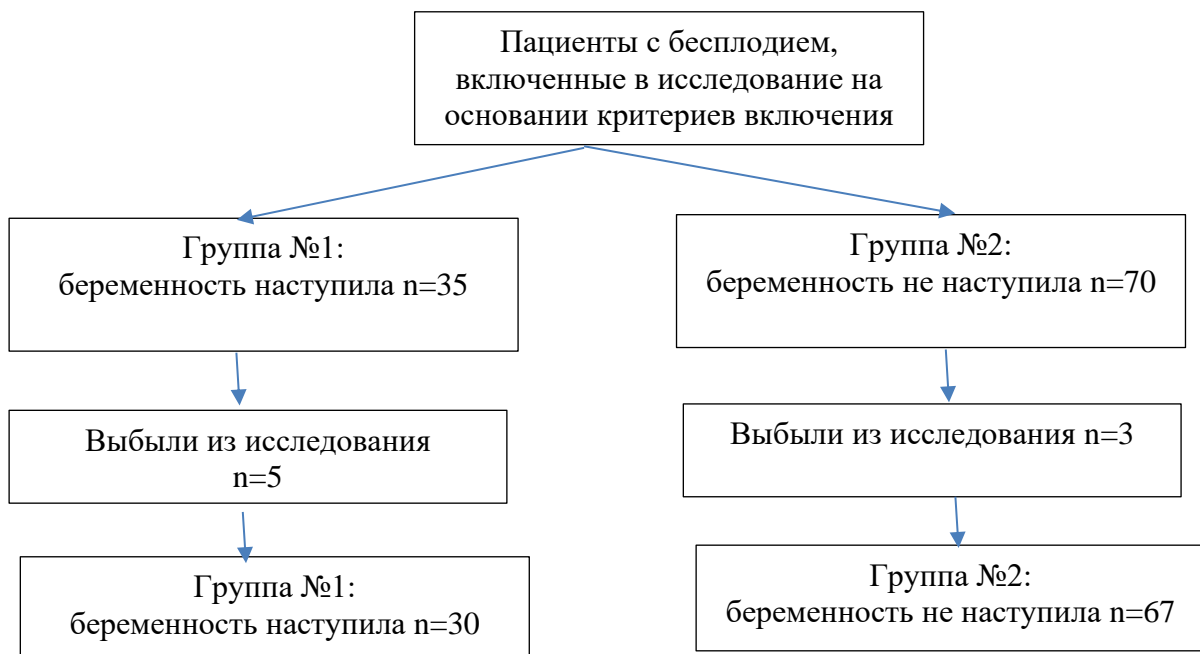 Пациенты с бесплодием,
включенные в исследование на
основании критериев включения
Группа №1:
беременность наступила n=35
Группа №2:
беременность не наступила n=70
Выбыли из исследования
n=5
Выбыли из исследования n=3
Группа №1:
беременность наступила n=30
Группа №2:
беременность не наступила n=67